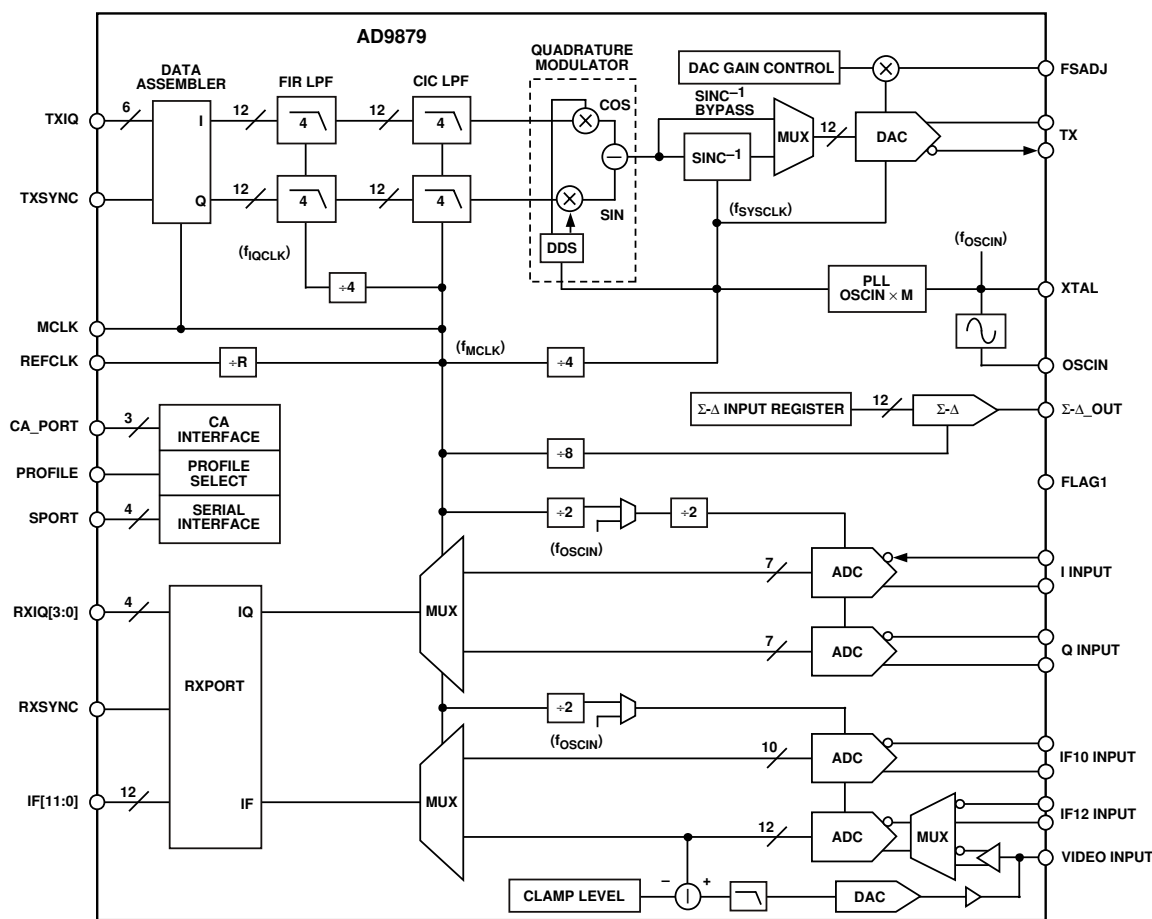 AD9879
DATA
ASSEMBLER
FIR LPF
CIC LPF
QUADRATURE
MODULATOR
DAC GAIN CONTROL
FSADJ
TXIQ
6
I
12
4
12
4
COS
SINC–1
BYPASS
MUX
12
DAC
TX
SINC–1
TXSYNC
Q
12
4
12
4
SIN
(fSYSCLK)
(fIQCLK)
DDS
(fOSCIN)
÷4
PLL
OSCIN × M
XTAL
MCLK
REFCLK
÷R
(fMCLK)
÷4
OSCIN
Σ-Δ INPUT REGISTER
12
Σ-Δ
Σ-Δ_OUT
CA_PORT
3
CA
INTERFACE
÷8
PROFILE
PROFILE
SELECT
FLAG1
SPORT
4
SERIAL
INTERFACE
÷2
÷2
(fOSCIN)
7
ADC
I INPUT
RXIQ[3:0]
4
IQ
MUX
7
ADC
Q INPUT
RXPORT
RXSYNC
÷2
(fOSCIN)
10
ADC
IF10 INPUT
IF[11:0]
12
IF
MUX
12
ADC
MUX
IF12 INPUT
VIDEO INPUT
– +
CLAMP LEVEL
DAC